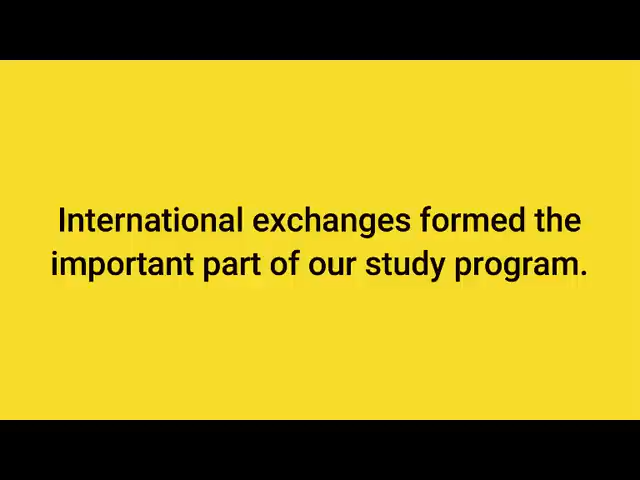 International exchanges formed the
important part of our study program.